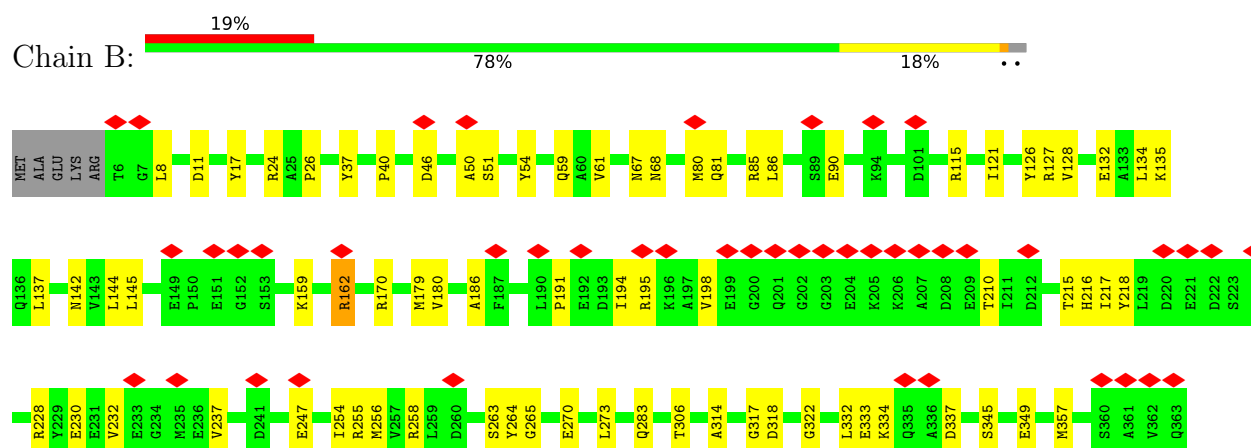 19%
Chain B:
78% 18% ••
MET ALA GLU LYS ARG T6 G7 L8 D11 Y17 R24 A25 P26 Y37 P40 D46 A50 S51 Y54 Q59 A60 V61 N67 N68 M80 Q81 R85 L86 S89 E90 K94 D101 R115 I121 Y126 R127 V128 E132 A133 L134 K135
Q136 L137 N142 V143 L144 L145 E149 P150 E151 G152 S153 K159 R162 R170 M179 V180 A186 F187 L190 P191 E192 D193 I194 R195 K196 A197 V198 E199 G200 Q201 G202 G203 E204 K205 K206 A207 D208 E209 T210 I211 D212 T215 H216 I217 Y218 L219 D220 E221 D222 S223
R228 Y229 E230 E231 V232 E233 G234 M235 E236 V237 D241 E247 I254 R255 M256 V257 R258 L259 D260 S263 Y264 G265 E270 L273 Q283 T306 A314 G317 D318 G322 L332 E333 K334 Q335 A336 D337 S345 E349 M357 S360 A361 V362 Q363